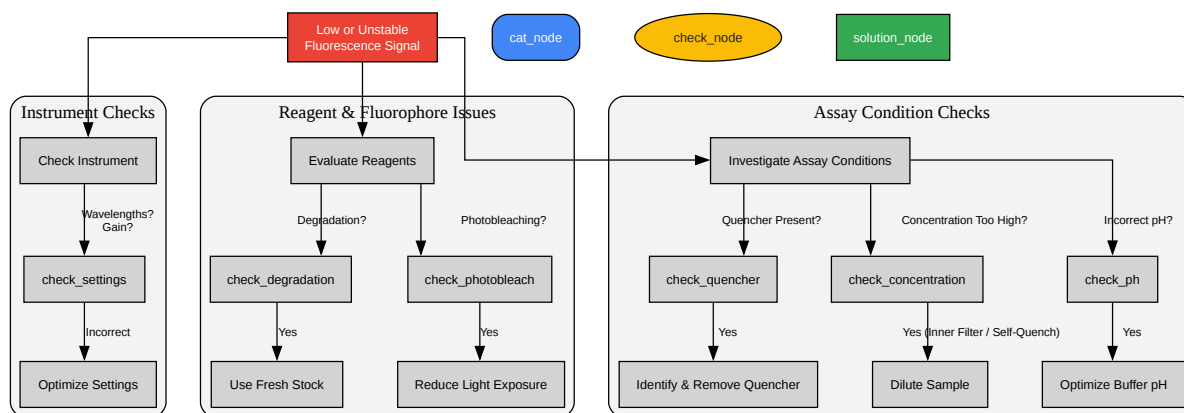 Low or Unstable
Fluorescence Signal
cat_node
check_node
solution_node
Instrument Checks
Reagent & Fluorophore Issues
Assay Condition Checks
Check Instrument
Evaluate Reagents
Investigate Assay Conditions
Wavelengths?
Gain?
Degradation?
Photobleaching?
Quencher Present?
Concentration Too High?
Incorrect pH?
check_settings
check_degradation
check_photobleach
check_quencher
check_concentration
check_ph
Incorrect
Yes
Yes
Yes
Yes (Inner Filter / Self-Quench)
Yes
Optimize Settings
Use Fresh Stock
Reduce Light Exposure
Identify & Remove Quencher
Dilute Sample
Optimize Buffer pH